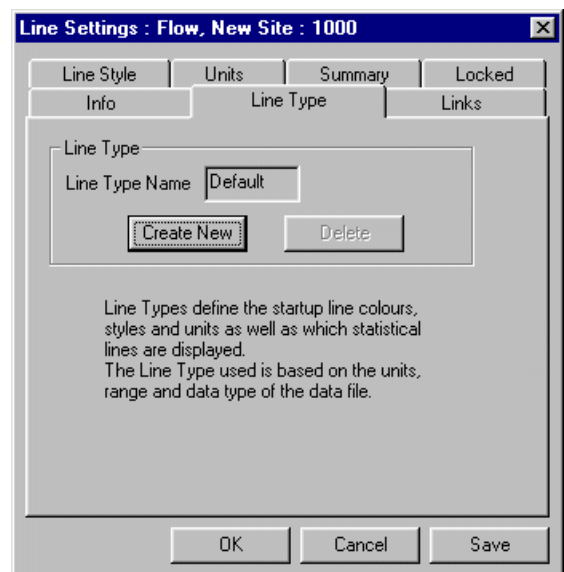 Line Settings : Flow, New Site : 1000
Line Style Units Summary Locked
Info Line Type Links
Line Type
Line Type Name Default
Create New Delete
Line Types define the startup line colours,
styles and units as well as which statistical
lines are displayed.
The Line Type used is based on the units,
range and data type of the data file.
OK Cancel Save